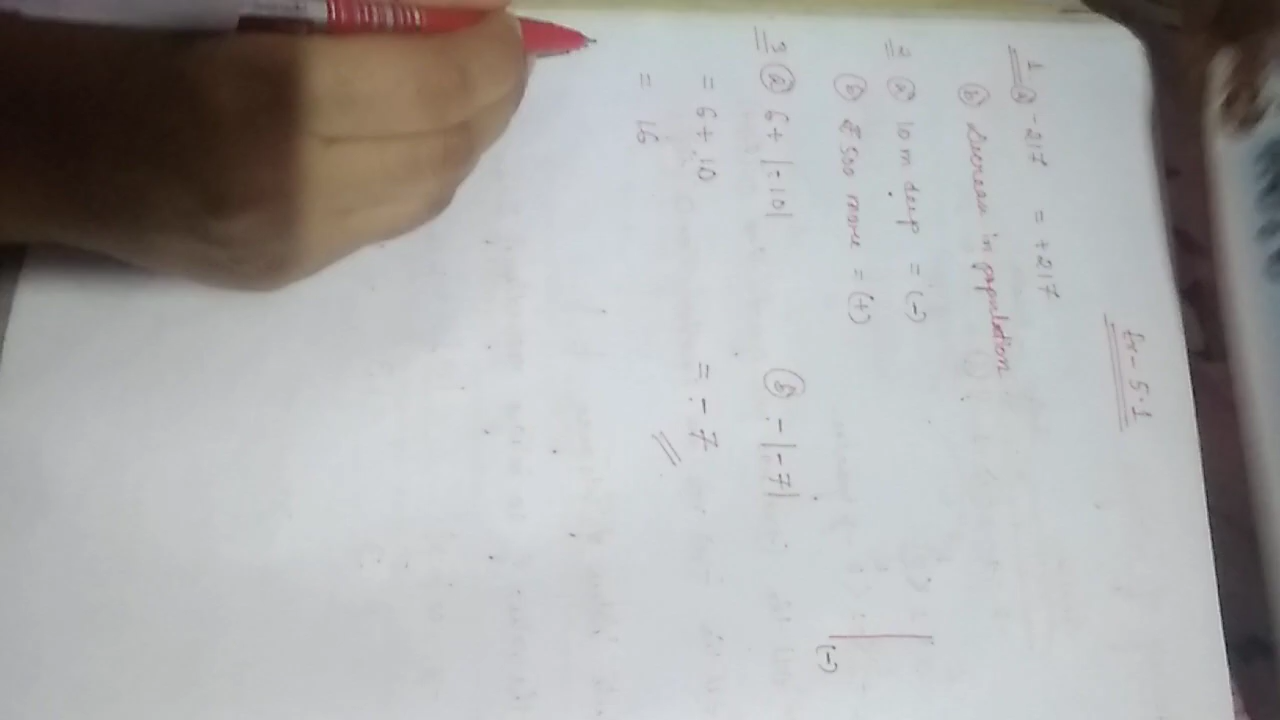 Ex - 5.1
1 (a) -217 = +217
(b) Decrease in population
2 (a) 10 m deep = (-)
(b) ₹ 500 more = (+)
(-)
3 (a) 6 + |-10| (b) - |-7|
= 6 + 10 = - 7
= 16